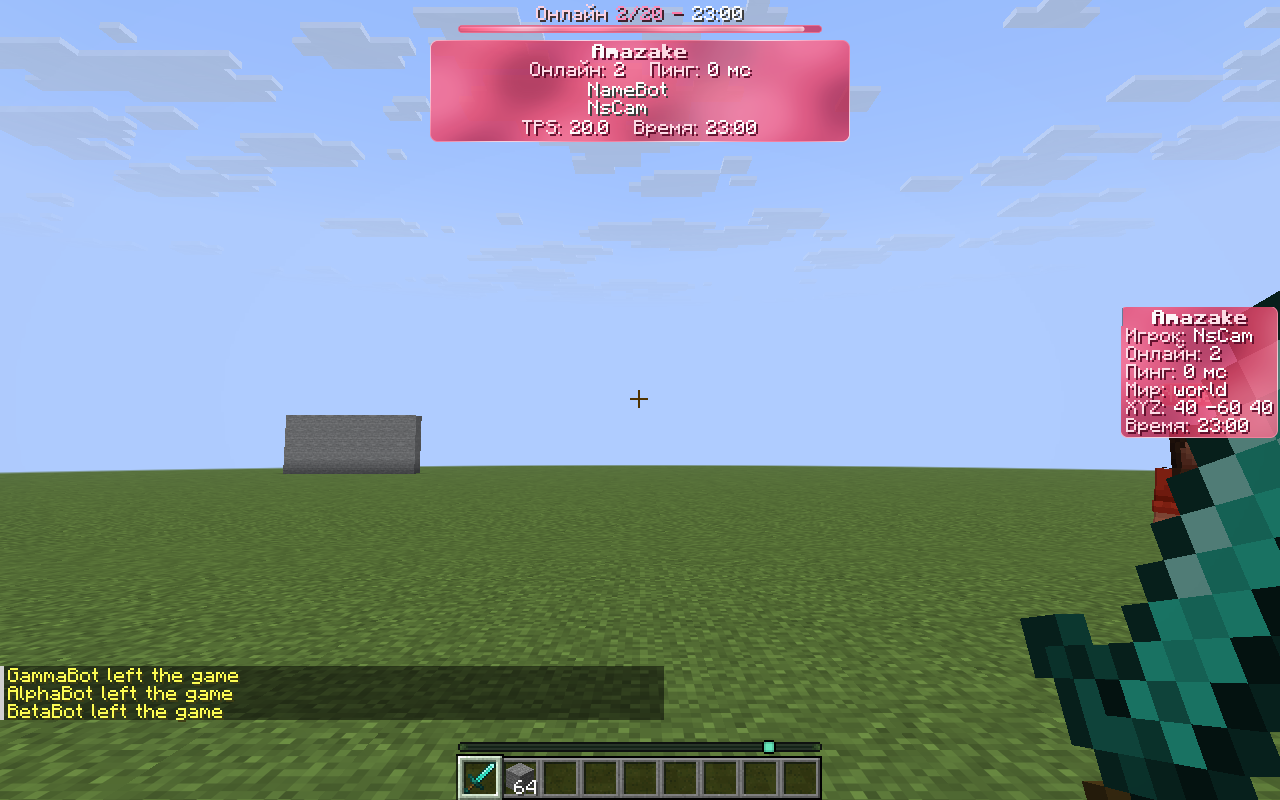 Онлайн 2/20 - 23:00
Amazake
Онлайн: 2 Пинг: 0 мс
NameBot
NsCam
TPS: 20.0 Время: 23:00
Amazake
Игрок: NsCam
Онлайн: 2
Пинг: 0 мс
Мир: world
XYZ: 40 -60 40
Время: 23:00
GammaBot left the game
AlphaBot left the game
BetaBot left the game
64